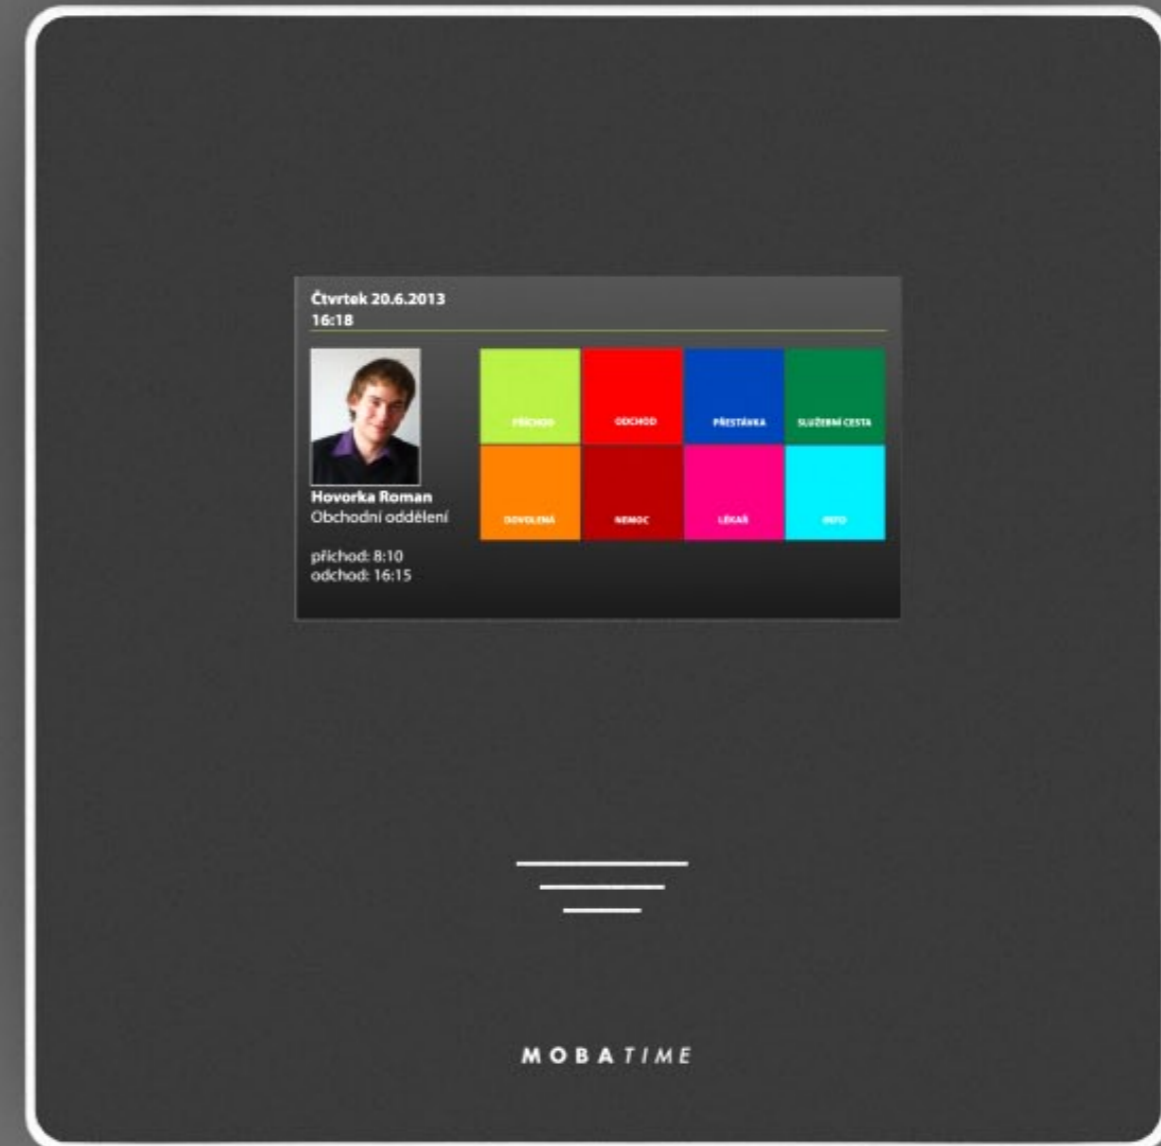 Čtvrtek 20.6.2013
16:18
PŘÍCHOD
ODCHOD
PŘESTÁVKA
SLUŽEBNÍ CESTA
DOVOLENÁ
NEMOC
LÉKAŘ
Hovorka Roman
Obchodní oddělení
příchod: 8:10
odchod: 16:15
MOBATIME